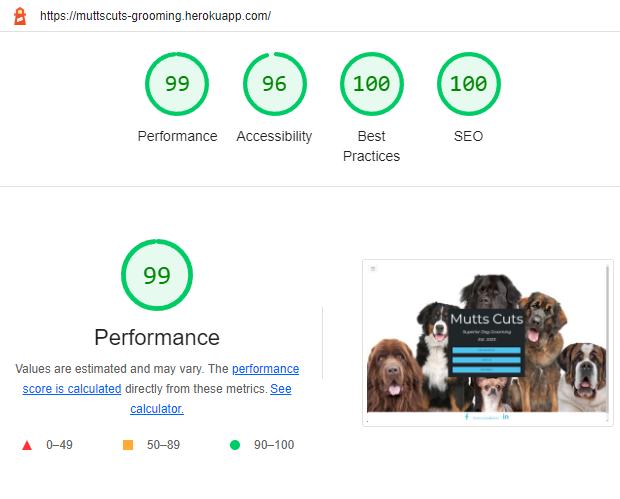 https://muttscuts-grooming.herokuapp.com/
99
96
100
100
Performance
Accessibility
Best
Practices
SEO
99
Performance
Values are estimated and may vary. The performance
score is calculated directly from these metrics. See
calculator.
0–49
50–89
90–100
Mutts Cuts
Superior Dog Grooming
Est. 2023